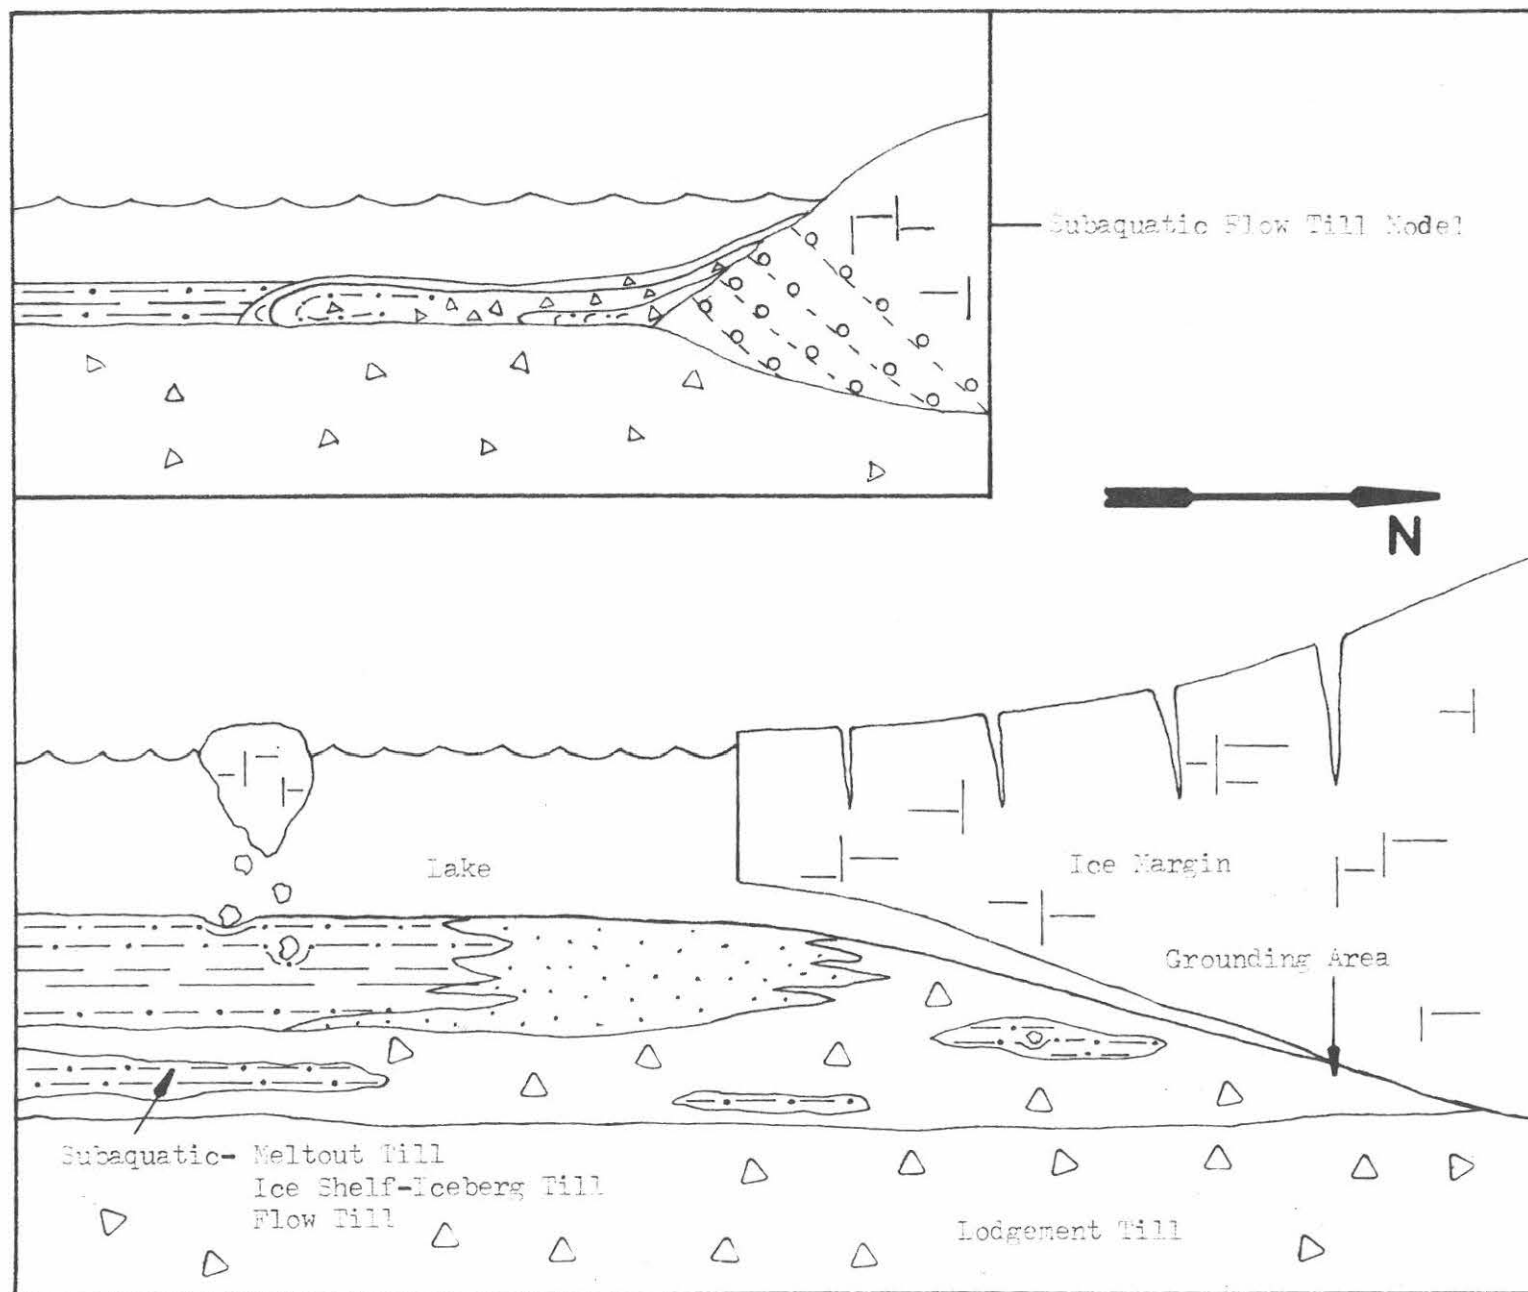 Subaquatic Flow Till Model
N
Lake
Ice Margin
Grounding Area
Subaquatic- Meltout Till
Ice Shelf-Iceberg Till
Flow Till
Lodgement Till